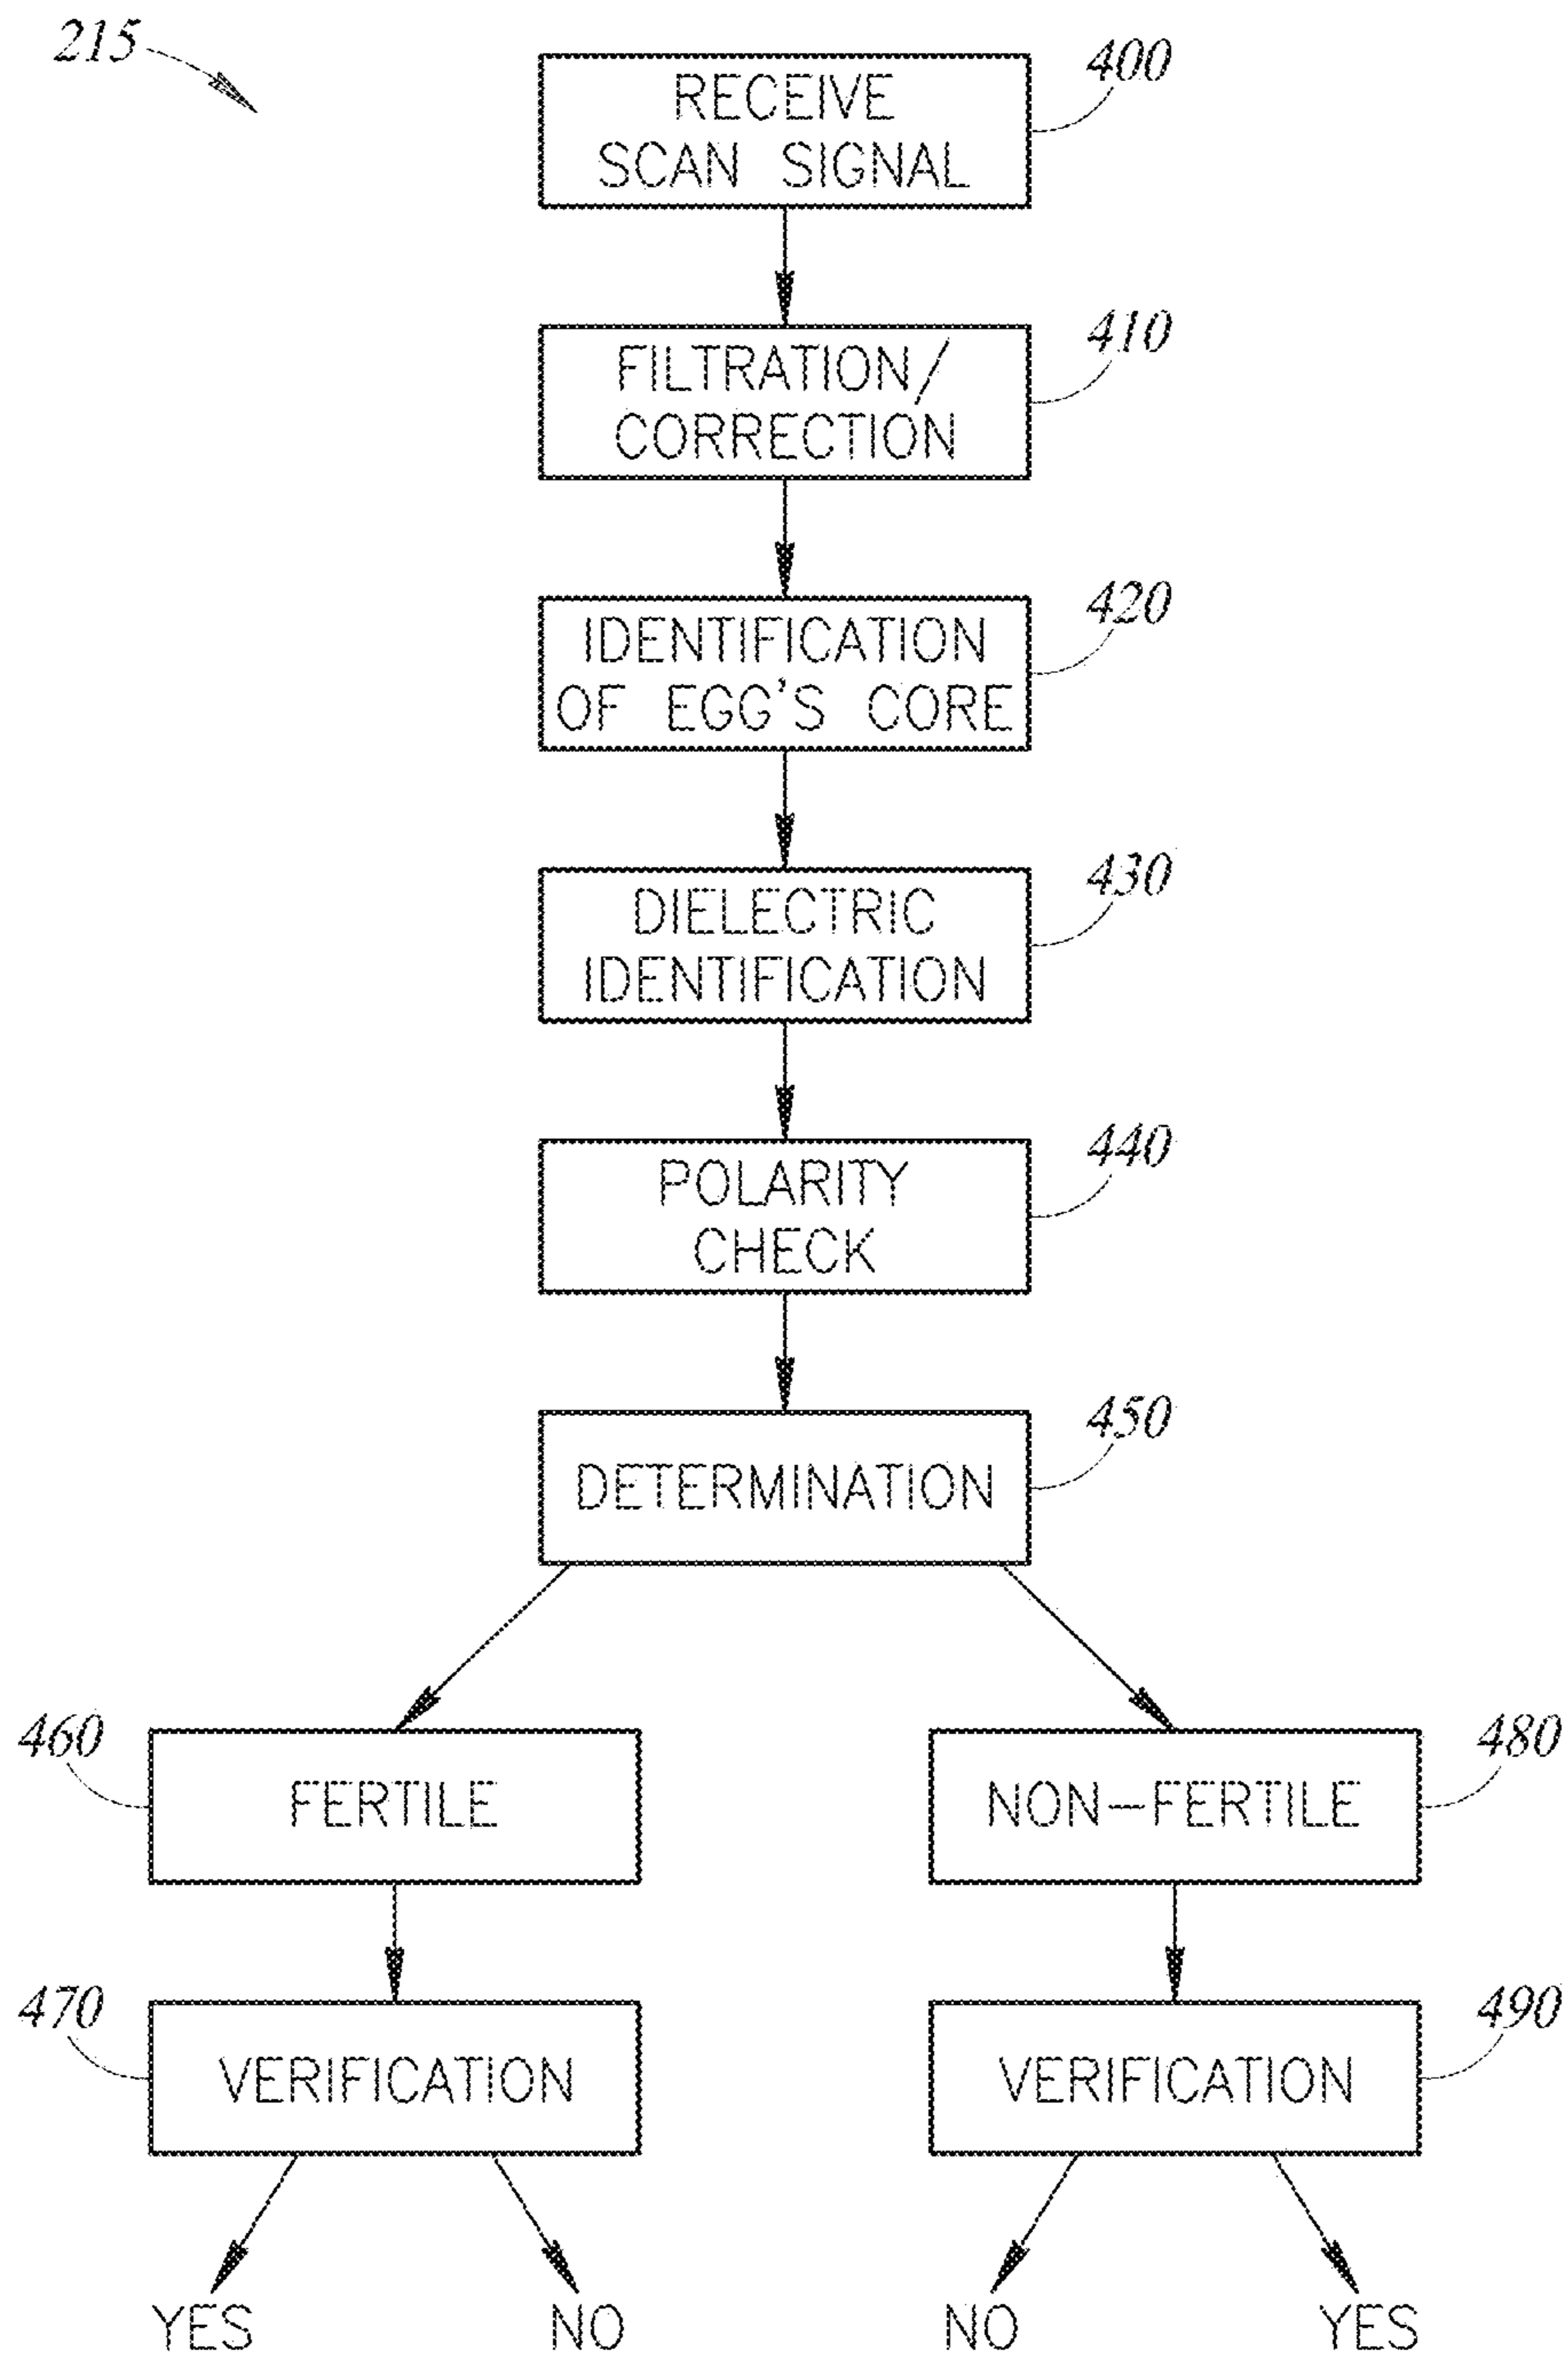 215
400
RECEIVE
SCAN SIGNAL
410
FILTRATION/
CORRECTION
420
IDENTIFICATION
OF EGG'S CORE
430
DIELECTRIC
IDENTIFICATION
440
POLARITY
CHECK
450
DETERMINATION
460
FERTILE
480
NON-FERTILE
470
VERIFICATION
490
VERIFICATION
YES
NO
NO
YES